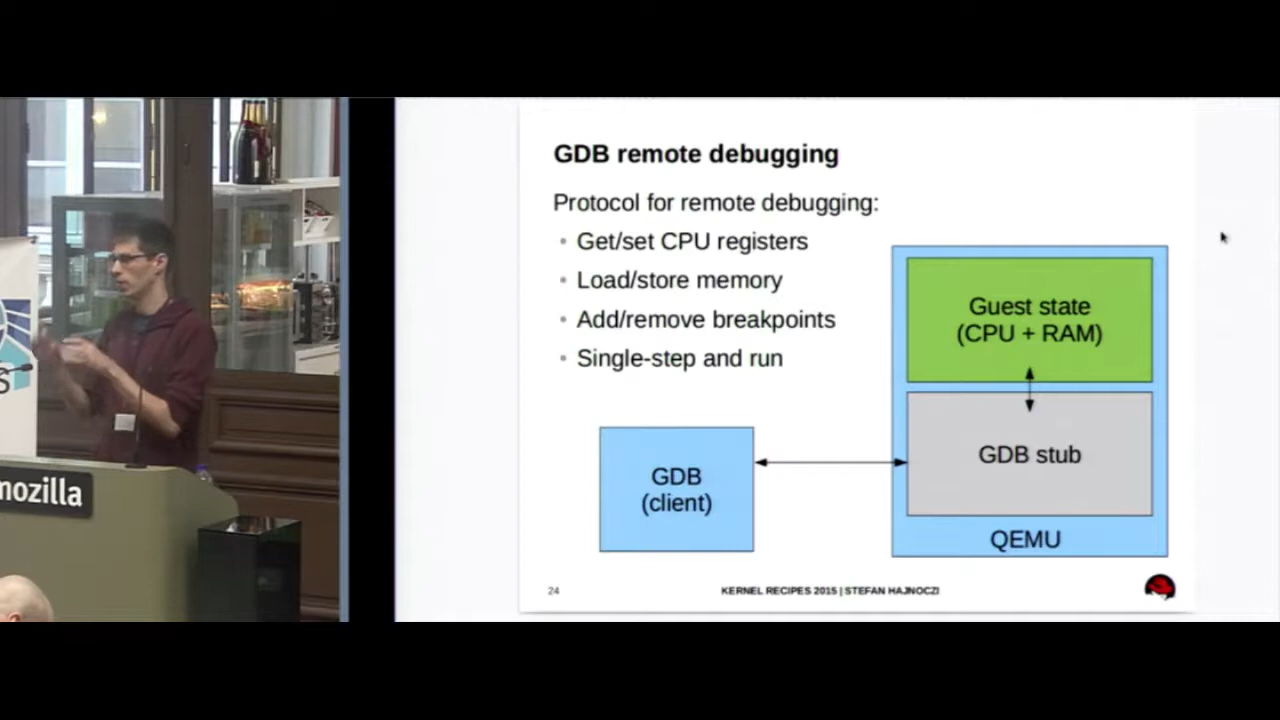 GDB remote debugging
Protocol for remote debugging:
• Get/set CPU registers
• Load/store memory
• Add/remove breakpoints
• Single-step and run
Guest state
(CPU + RAM)
GDB stub
QEMU
GDB
(client)
24
KERNEL RECIPES 2015 | STEFAN HAJNOCZI
mozilla
S